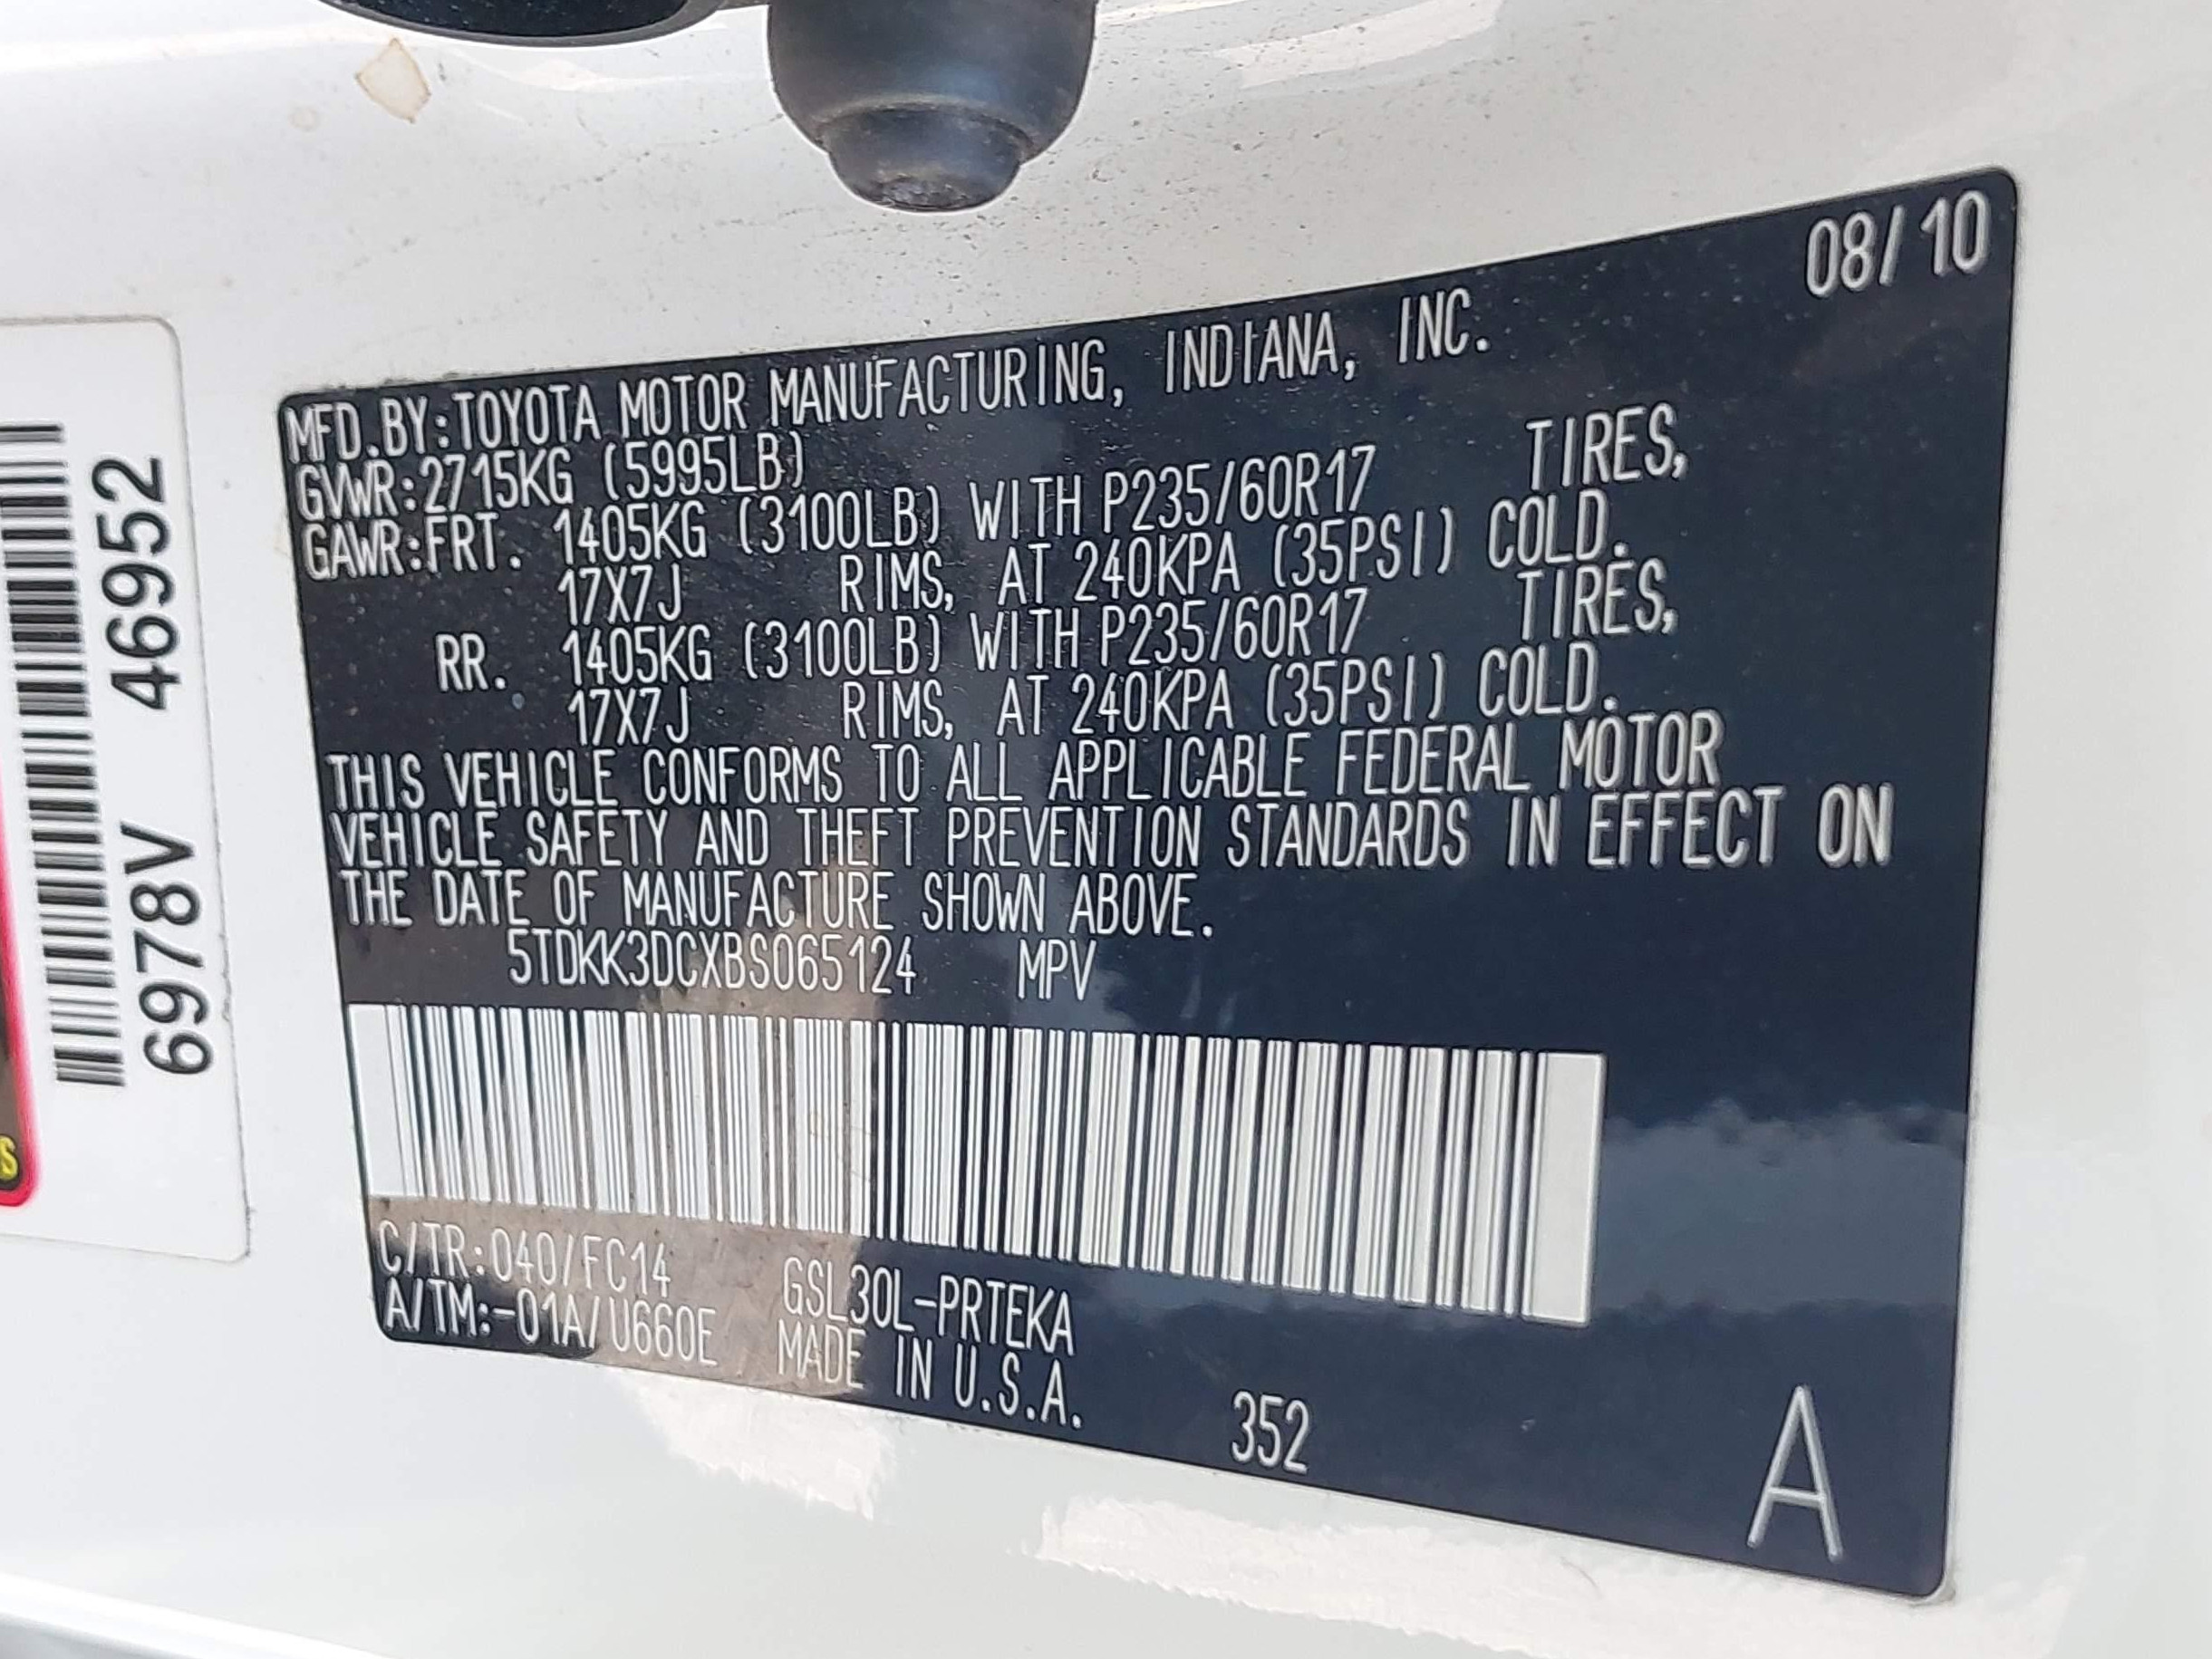 08/10
MFD.BY:TOYOTA MOTOR MANUFACTURING, INDIANA, INC.
GVWR:2715KG (5995LB)
GAWR:FRT. 1405KG (3100LB) WITH P235/60R17 TIRES,
17X7J RIMS, AT 240KPA (35PSI) COLD.
RR. 1405KG (3100LB) WITH P235/60R17 TIRES,
17X7J RIMS, AT 240KPA (35PSI) COLD.
THIS VEHICLE CONFORMS TO ALL APPLICABLE FEDERAL MOTOR
VEHICLE SAFETY AND THEFT PREVENTION STANDARDS IN EFFECT ON
THE DATE OF MANUFACTURE SHOWN ABOVE.
5TDKK3DCXBS065124 MPV
C/TR:040/FC14 GSL30L-PRTEKA
A/TM:-01A/U660E MADE IN U.S.A.
352
A
6978V 46952
S